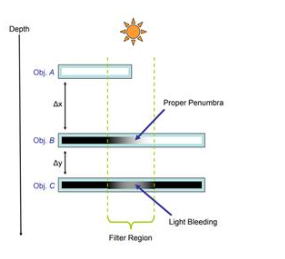 Depth
Obj. A
Δx
Proper Penumbra
Obj. B
Δy
Obj. C
Light Bleeding
Filter Region